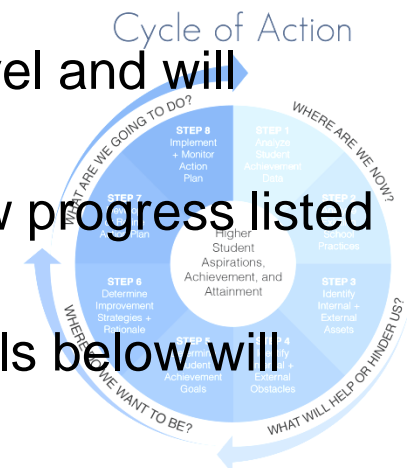 Cycle of Action
vel and will
WHAT ARE WE GOING TO DO?
WHERE ARE WE NOW?
STEP 8
Implement
+ Monitor
Action
Plan
STEP 1
Analyze
Student
Achievement
Data
STEP 7
Plan
progress listed
Practices
Higher
Student
Aspirations,
Achievement, and
Attainment
STEP 6
Determine
Improvement
Strategies +
Rationale
STEP 3
Identify
Internal +
External
Assets
ls below will
Achievement
Goals
External
Obstacles
WE WANT TO BE?
WHAT WILL HELP OR HINDER US?